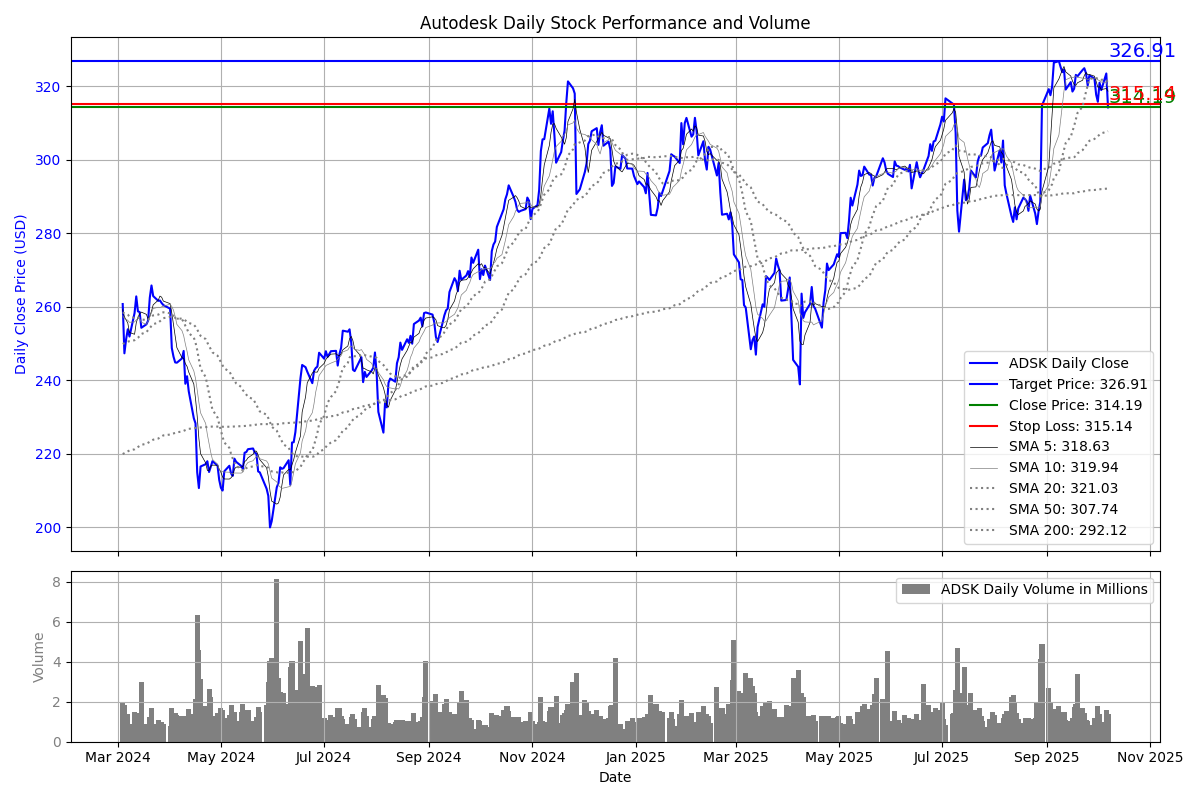 Autodesk Daily Stock Performance and Volume
326.91
315.14
314.19
Daily Close Price (USD)
320
300
280
260
240
220
200
ADSK Daily Close
Target Price: 326.91
Close Price: 314.19
Stop Loss: 315.14
SMA 5: 318.63
SMA 10: 319.94
SMA 20: 321.03
SMA 50: 307.74
SMA 200: 292.12
Volume
8
6
4
2
0
ADSK Daily Volume in Millions
Mar 2024 May 2024 Jul 2024 Sep 2024 Nov 2024 Jan 2025 Mar 2025 May 2025 Jul 2025 Sep 2025 Nov 2025
Date